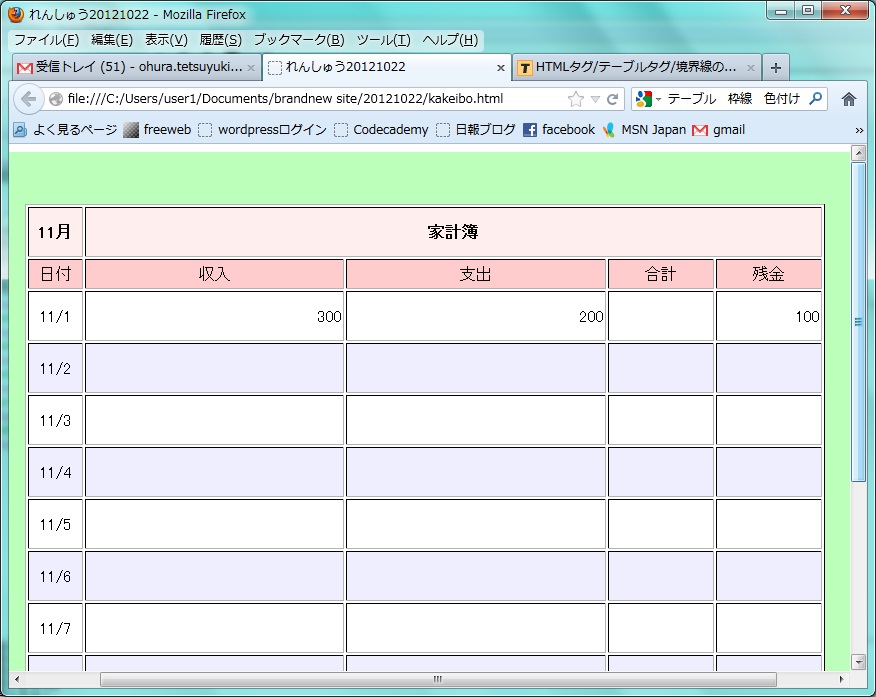 れんしゅう20121022 - Mozilla Firefox
ファイル(F) 編集(E) 表示(V) 履歴(S) ブックマーク(B) ツール(T) ヘルプ(H)
受信トレイ (51) - ohura.tetsuyuki... × れんしゅう20121022 × HTMLタグ/テーブルタグ/境界線の... × +
file:///C:/Users/user1/Documents/brandnew site/20121022/kakeibo.html テーブル 枠線 色付け
よく見るページ freeweb wordpressログイン Codecademy 日報ブログ facebook MSN Japan gmail »
11月 家計簿
日付 収入 支出 合計 残金
11/1 300 200 100
11/2
11/3
11/4
11/5
11/6
11/7